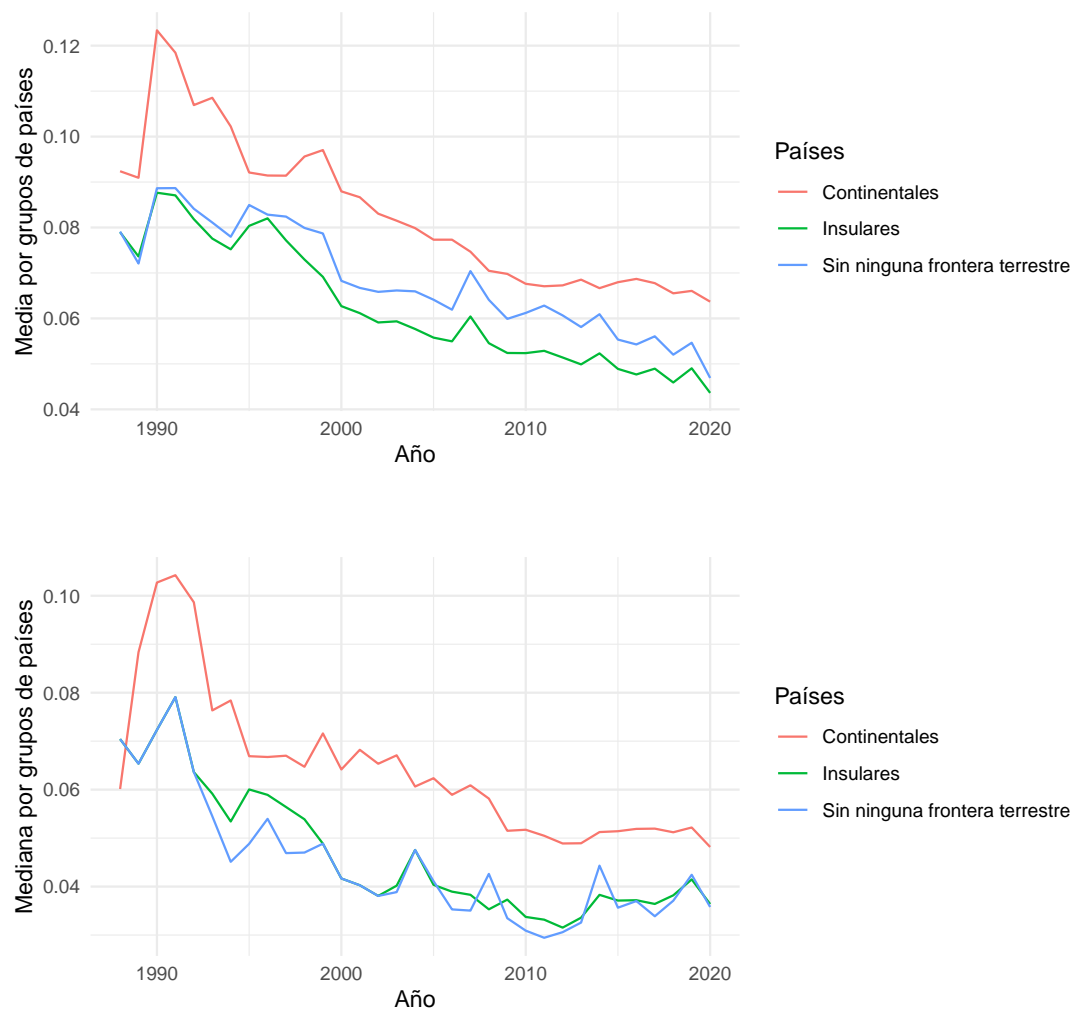 Media por grupos de países
0.12
0.10
0.08
0.06
0.04
1990
2000
2010
2020
Año
Países
Continentales
Insulares
Sin ninguna frontera terrestre
Mediana por grupos de países
0.10
0.08
0.06
0.04
1990
2000
2010
2020
Año
Países
Continentales
Insulares
Sin ninguna frontera terrestre